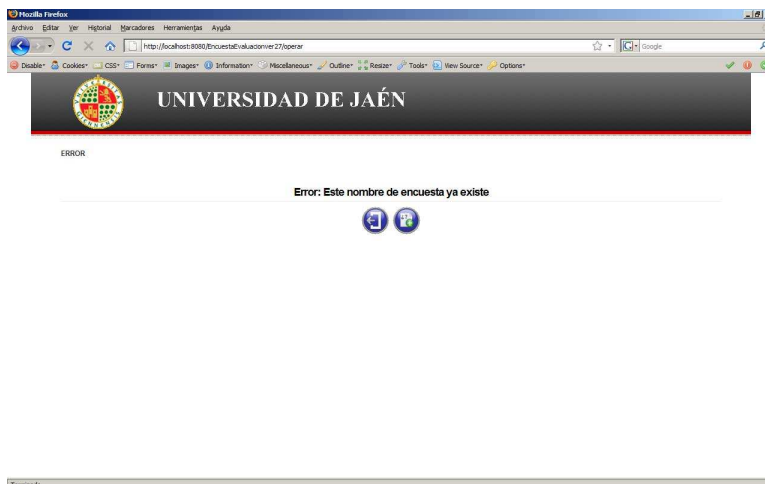 Mozilla Firefox
Archivo Editar Ver Historial Marcadores Herramientas Ayuda
http://localhost:8080/EncuestaEvaluacionver27/operar
Google
Disable Cookies CSS Forms Images Information Miscellaneous Outline Resize Tools View Source Options
UNIVERSIDAD DE JAÉN
ERROR
Error: Este nombre de encuesta ya existe